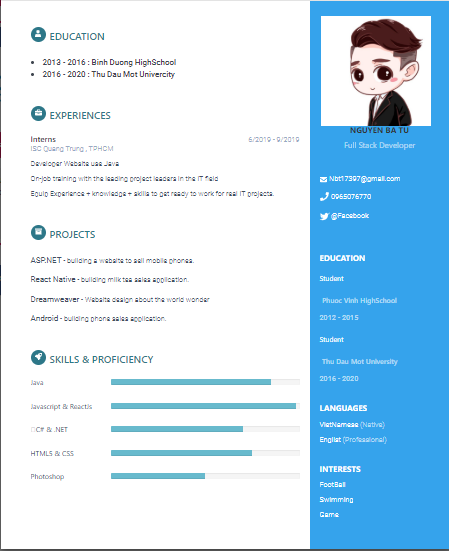 EDUCATION
2013 - 2016 : Binh Duong HighSchool
2016 - 2020 : Thu Dau Mot Univercity
EXPERIENCES
Interns 6/2019 - 9/2019
ISC Quang Trung , TPHCM
Developer Website use Java
On-job training with the leading project leaders in the IT field
Equip Experience + knowledge + skills to get ready to work for real IT projects.
PROJECTS
ASP.NET - building a website to sell mobile phones.
React Native - building milk tea sales application.
Dreamweaver - Website design about the world wonder
Android - building phone sales application.
SKILLS & PROFICIENCY
Java
Javascript & ReactJs
C# & .NET
HTML5 & CSS
Photoshop
NGUYEN BA TU
Full Stack Developer
Nbt17397@gmail.com
0965076770
@Facebook
EDUCATION
Student
Phuoc Vinh HighSchool
2012 - 2015
Student
Thu Dau Mot University
2016 - 2020
LANGUAGES
VietNamese (Native)
Englist (Professional)
INTERESTS
FootBall
Swimming
Game